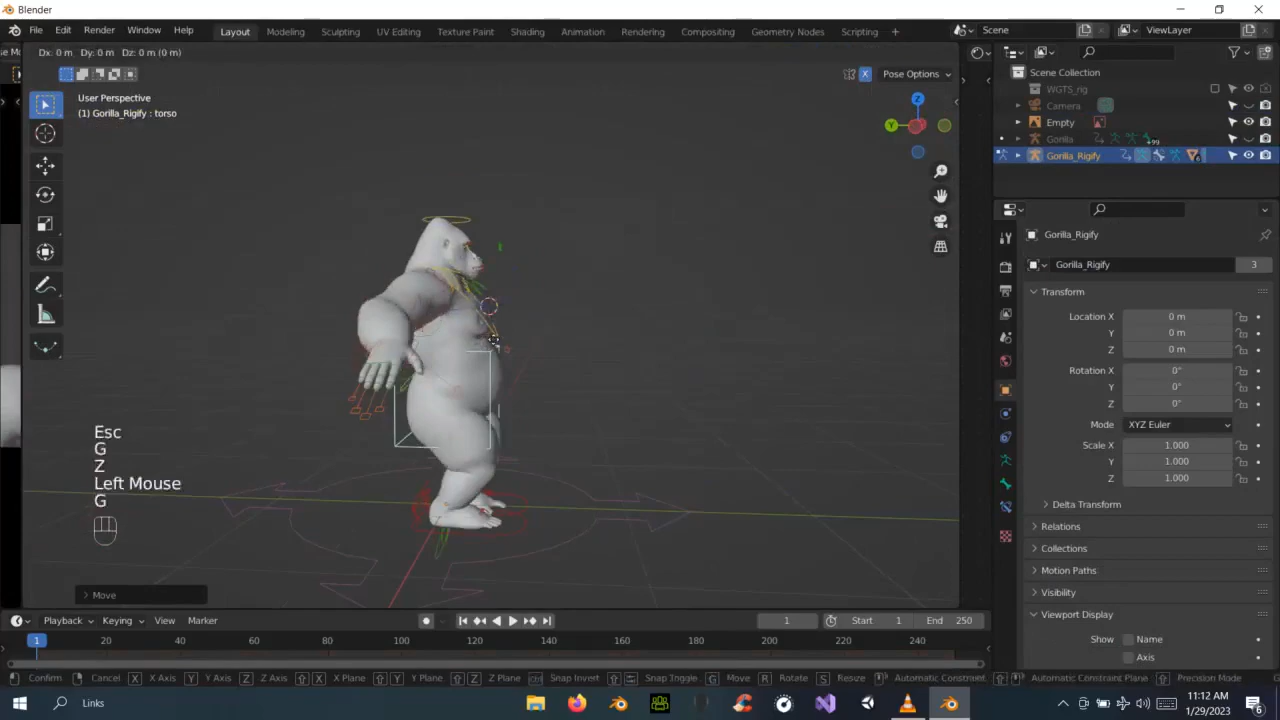 Blender
File Edit Render Window Help Layout Modeling Sculpting UV Editing Texture Paint Shading Animation Rendering Compositing Geometry Nodes Scripting + Scene ViewLayer
Dx: 0 m Dy: 0 m Dz: 0 m (0 m)
X Pose Options
User Perspective
(1) Gorilla_Rigify : torso
Z
Y
Scene Collection
WGTS_rig
Camera
Empty
Gorilla +99
Gorilla_Rigify 6
Gorilla_Rigify
Gorilla_Rigify 3
Transform
Location X 0 m
Y 0 m
Z 0 m
Rotation X 0°
Y 0°
Z 0°
Mode XYZ Euler
Scale X 1.000
Y 1.000
Z 1.000
Delta Transform
Relations
Collections
Motion Paths
Visibility
Viewport Display
Show Name
Axis
Esc
G
Z
Left Mouse
G
Move
Playback Keying View Marker 1 Start 1 End 250
1 20 40 60 80 100 120 140 160 180 200 220 240
Confirm Cancel X X Axis Y Y Axis Z Z Axis X X Plane Y Y Plane Z Z Plane Snap Invert Snap Toggle G Move R Rotate S Resize Automatic Constraint Automatic Constraint Plane Precision Mode
Links
11:12 AM
1/29/2023
6